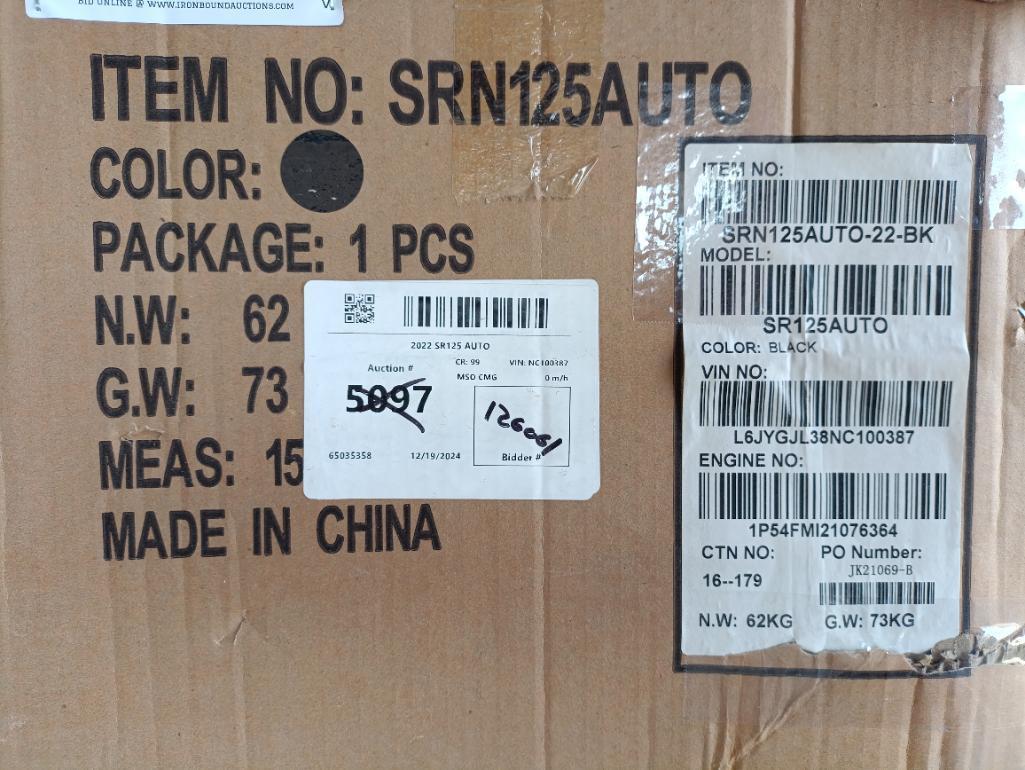 BID ONLINE @ WWW.IRONBOUNDAUCTIONS.COM
ITEM NO: SRN125AUTO
COLOR:
PACKAGE: 1 PCS
N.W: 62
G.W: 73
MEAS: 15
MADE IN CHINA
2022 SR125 AUTO
CR: 99 VIN: NC100387
Auction # MSO CMG 0 m/h
5097
12606
Bidder #
65035358 12/19/2024
ITEM NO:
SRN125AUTO-22-BK
MODEL:
SR125AUTO
COLOR: BLACK
VIN NO:
L6JYGJL38NC100387
ENGINE NO:
1P54FMI21076364
CTN NO: PO Number:
JK21069-B
16--179
N.W: 62KG G.W: 73KG